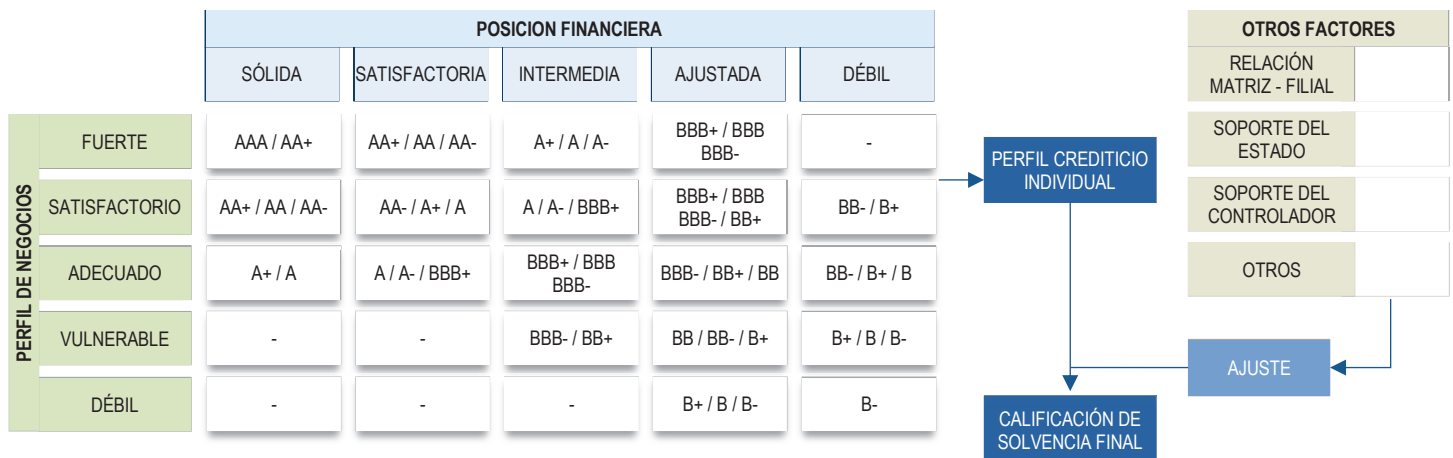 POSICION FINANCIERA
SÓLIDA
SATISFACTORIA
INTERMEDIA
AJUSTADA
DÉBIL
PERFIL DE NEGOCIOS
FUERTE
AAA / AA+
AA+ / AA / AA-
A+ / A / A-
BBB+ / BBB
BBB-
-
SATISFACTORIO
AA+ / AA / AA-
AA- / A+ / A
A / A- / BBB+
BBB+ / BBB
BBB- / BB+
BB- / B+
ADECUADO
A+ / A
A / A- / BBB+
BBB+ / BBB
BBB-
BBB- / BB+ / BB
BB- / B+ / B
VULNERABLE
-
-
BBB- / BB+
BB / BB- / B+
B+ / B / B-
DÉBIL
-
-
-
B+ / B / B-
B-
PERFIL CREDITICIO
INDIVIDUAL
CALIFICACIÓN DE
SOLVENCIA FINAL
OTROS FACTORES
RELACIÓN
MATRIZ - FILIAL
SOPORTE DEL
ESTADO
SOPORTE DEL
CONTROLADOR
OTROS
AJUSTE